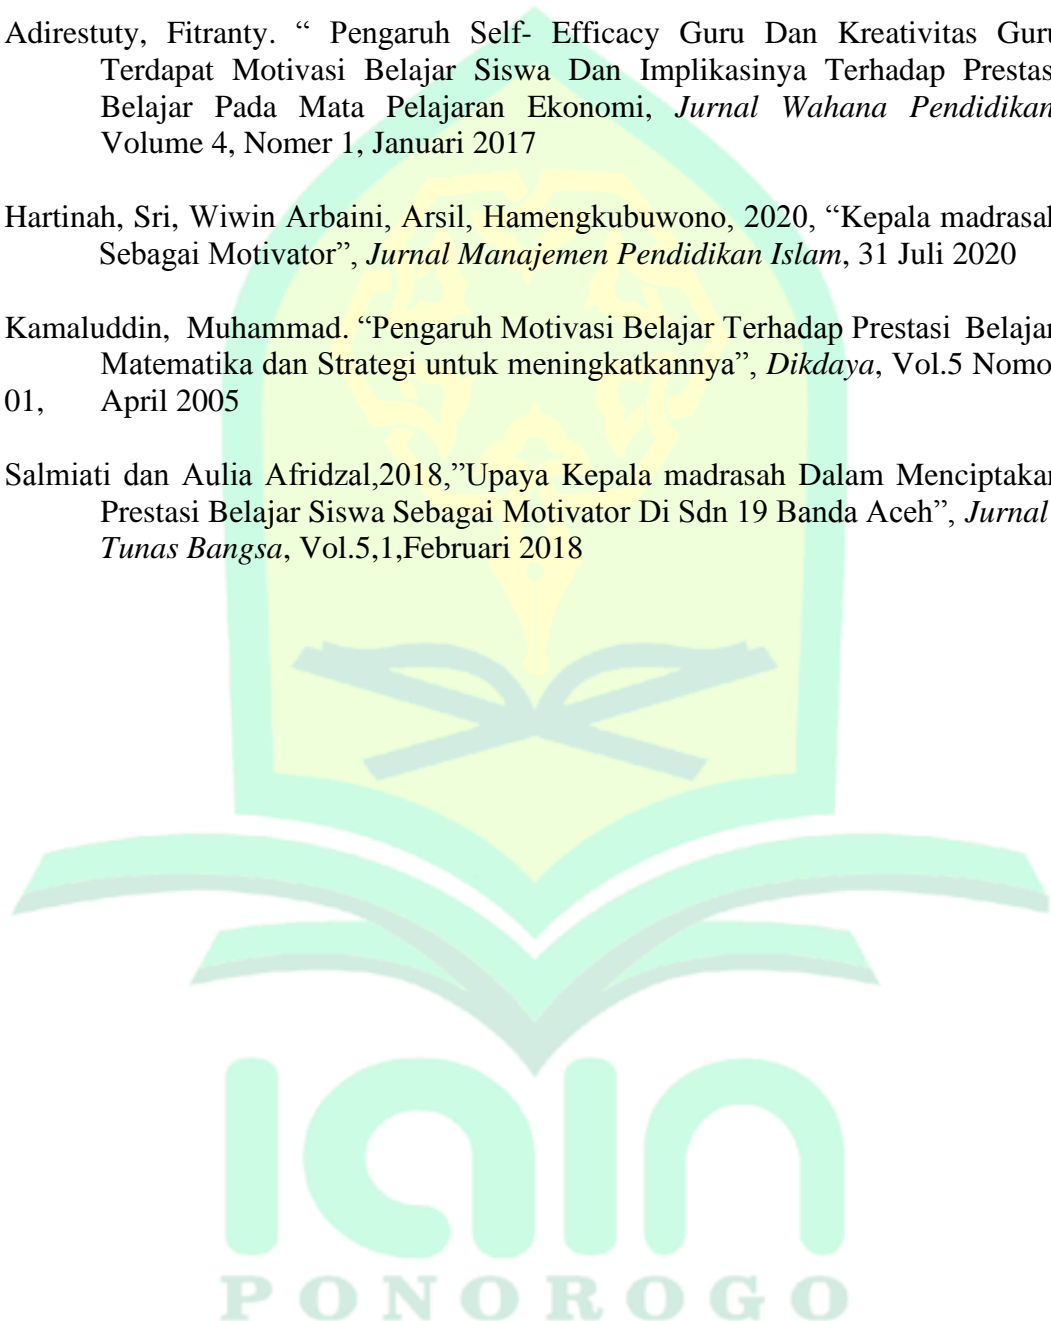 Adirestuty, Fitranty. “ Pengaruh Self- Efficacy Guru Dan Kreativitas Guru
Terdapat Motivasi Belajar Siswa Dan Implikasinya Terhadap Prestasi
Belajar Pada Mata Pelajaran Ekonomi, Jurnal Wahana Pendidikan
Volume 4, Nomer 1, Januari 2017
Hartinah, Sri, Wiwin Arbaini, Arsil, Hamengkubuwono, 2020, “Kepala madrasah
Sebagai Motivator”, Jurnal Manajemen Pendidikan Islam, 31 Juli 2020
Kamaluddin, Muhammad. “Pengaruh Motivasi Belajar Terhadap Prestasi Belajar
Matematika dan Strategi untuk meningkatkannya”, Dikdaya, Vol.5 Nomo
01, April 2005
Salmiati dan Aulia Afridzal,2018,”Upaya Kepala madrasah Dalam Menciptakan
Prestasi Belajar Siswa Sebagai Motivator Di Sdn 19 Banda Aceh”, Jurnal
Tunas Bangsa, Vol.5,1,Februari 2018
iain
PONOROGO